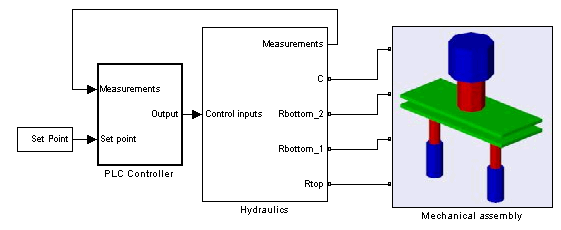 Measurements
C
Measurements
Output
Control inputs
Rbottom_2
Set Point
Set point
Rbottom_1
PLC Controller
Rtop
Hydraulics
Mechanical assembly